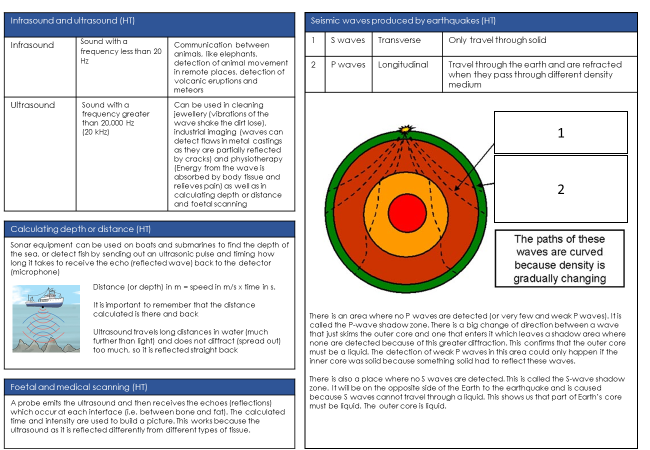 Infrasound and ultrasound (HT)
Infrasound
Sound with a
frequency less than 20
Hz
Communication between
animals, like elephants,
detection of animal movement
in remote places, detection of
volcanic eruptions and
meteors
Ultrasound
Sound with a
frequency greater
than 20,000 Hz
(20 kHz)
Can be used in cleaning
jewellery (vibrations of the
wave shake the dirt lose),
industrial imaging (waves can
detect flaws in metal castings
as they are partially reflected
by cracks) and physiotherapy
(Energy from the wave is
absorbed by body tissue and
relieves pain) as well as in
calculating depth or distance
and foetal scanning
Calculating depth or distance (HT)
Sonar equipment can be used on boats and submarines to find the depth of
the sea, or detect fish by sending out an ultrasonic pulse and timing how
long it takes to receive the echo (reflected wave) back to the detector
(microphone)
Distance (or depth) in m = speed in m/s x time in s.
It is important to remember that the distance
calculated is there and back
Ultrasound travels long distances in water (much
further than light) and does not diffract (spread out)
too much, so it is reflected straight back
Foetal and medical scanning (HT)
A probe emits the ultrasound and then receives the echoes (reflections)
which occur at each interface (i.e. between bone and fat). The calculated
time and intensity are used to build a picture. This works because the
ultrasound as it is reflected differently from different types of tissue.
Seismic waves produced by earthquakes (HT)
1 S waves Transverse Only travel through solid
2 P waves Longitudinal Travel through the earth and are refracted
when they pass through different density
medium
1
2
The paths of these
waves are curved
because density is
gradually changing
There is an area where no P waves are detected (or very few and weak P waves). It is
called the P-wave shadow zone. There is a big change of direction between a wave
that just skims the outer core and one that enters it which leaves a shadow area where
none are detected because of this greater diffraction. This confirms that the outer core
must be a liquid. The detection of weak P waves in this area could only happen if the
inner core was solid because something solid had to reflect these waves.
There is also a place where no S waves are detected. This is called the S-wave shadow
zone. It will be on the opposite side of the Earth to the earthquake and is caused
because S waves cannot travel through a liquid. This shows us that part of Earth's core
must be liquid. The outer core is liquid.